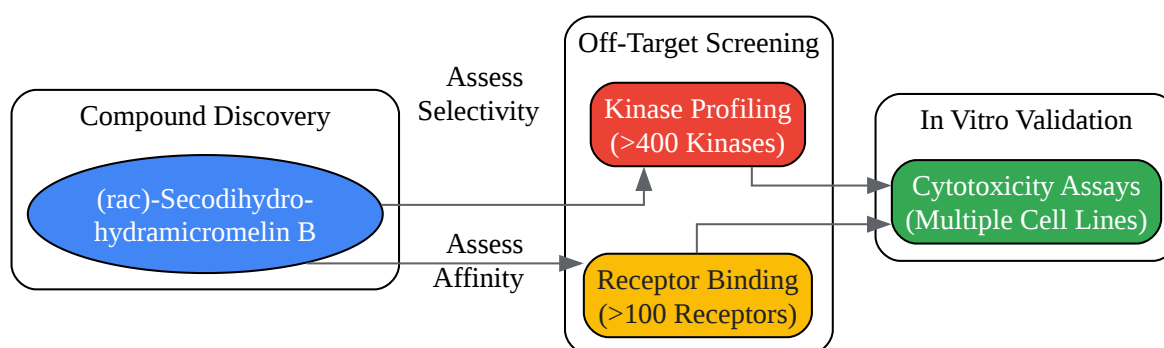 Compound Discovery
(rac)-Secodihydro-
hydramicromelin B
Assess
Selectivity
Assess
Affinity
Off-Target Screening
Kinase Profiling
(>400 Kinases)
Receptor Binding
(>100 Receptors)
In Vitro Validation
Cytotoxicity Assays
(Multiple Cell Lines)